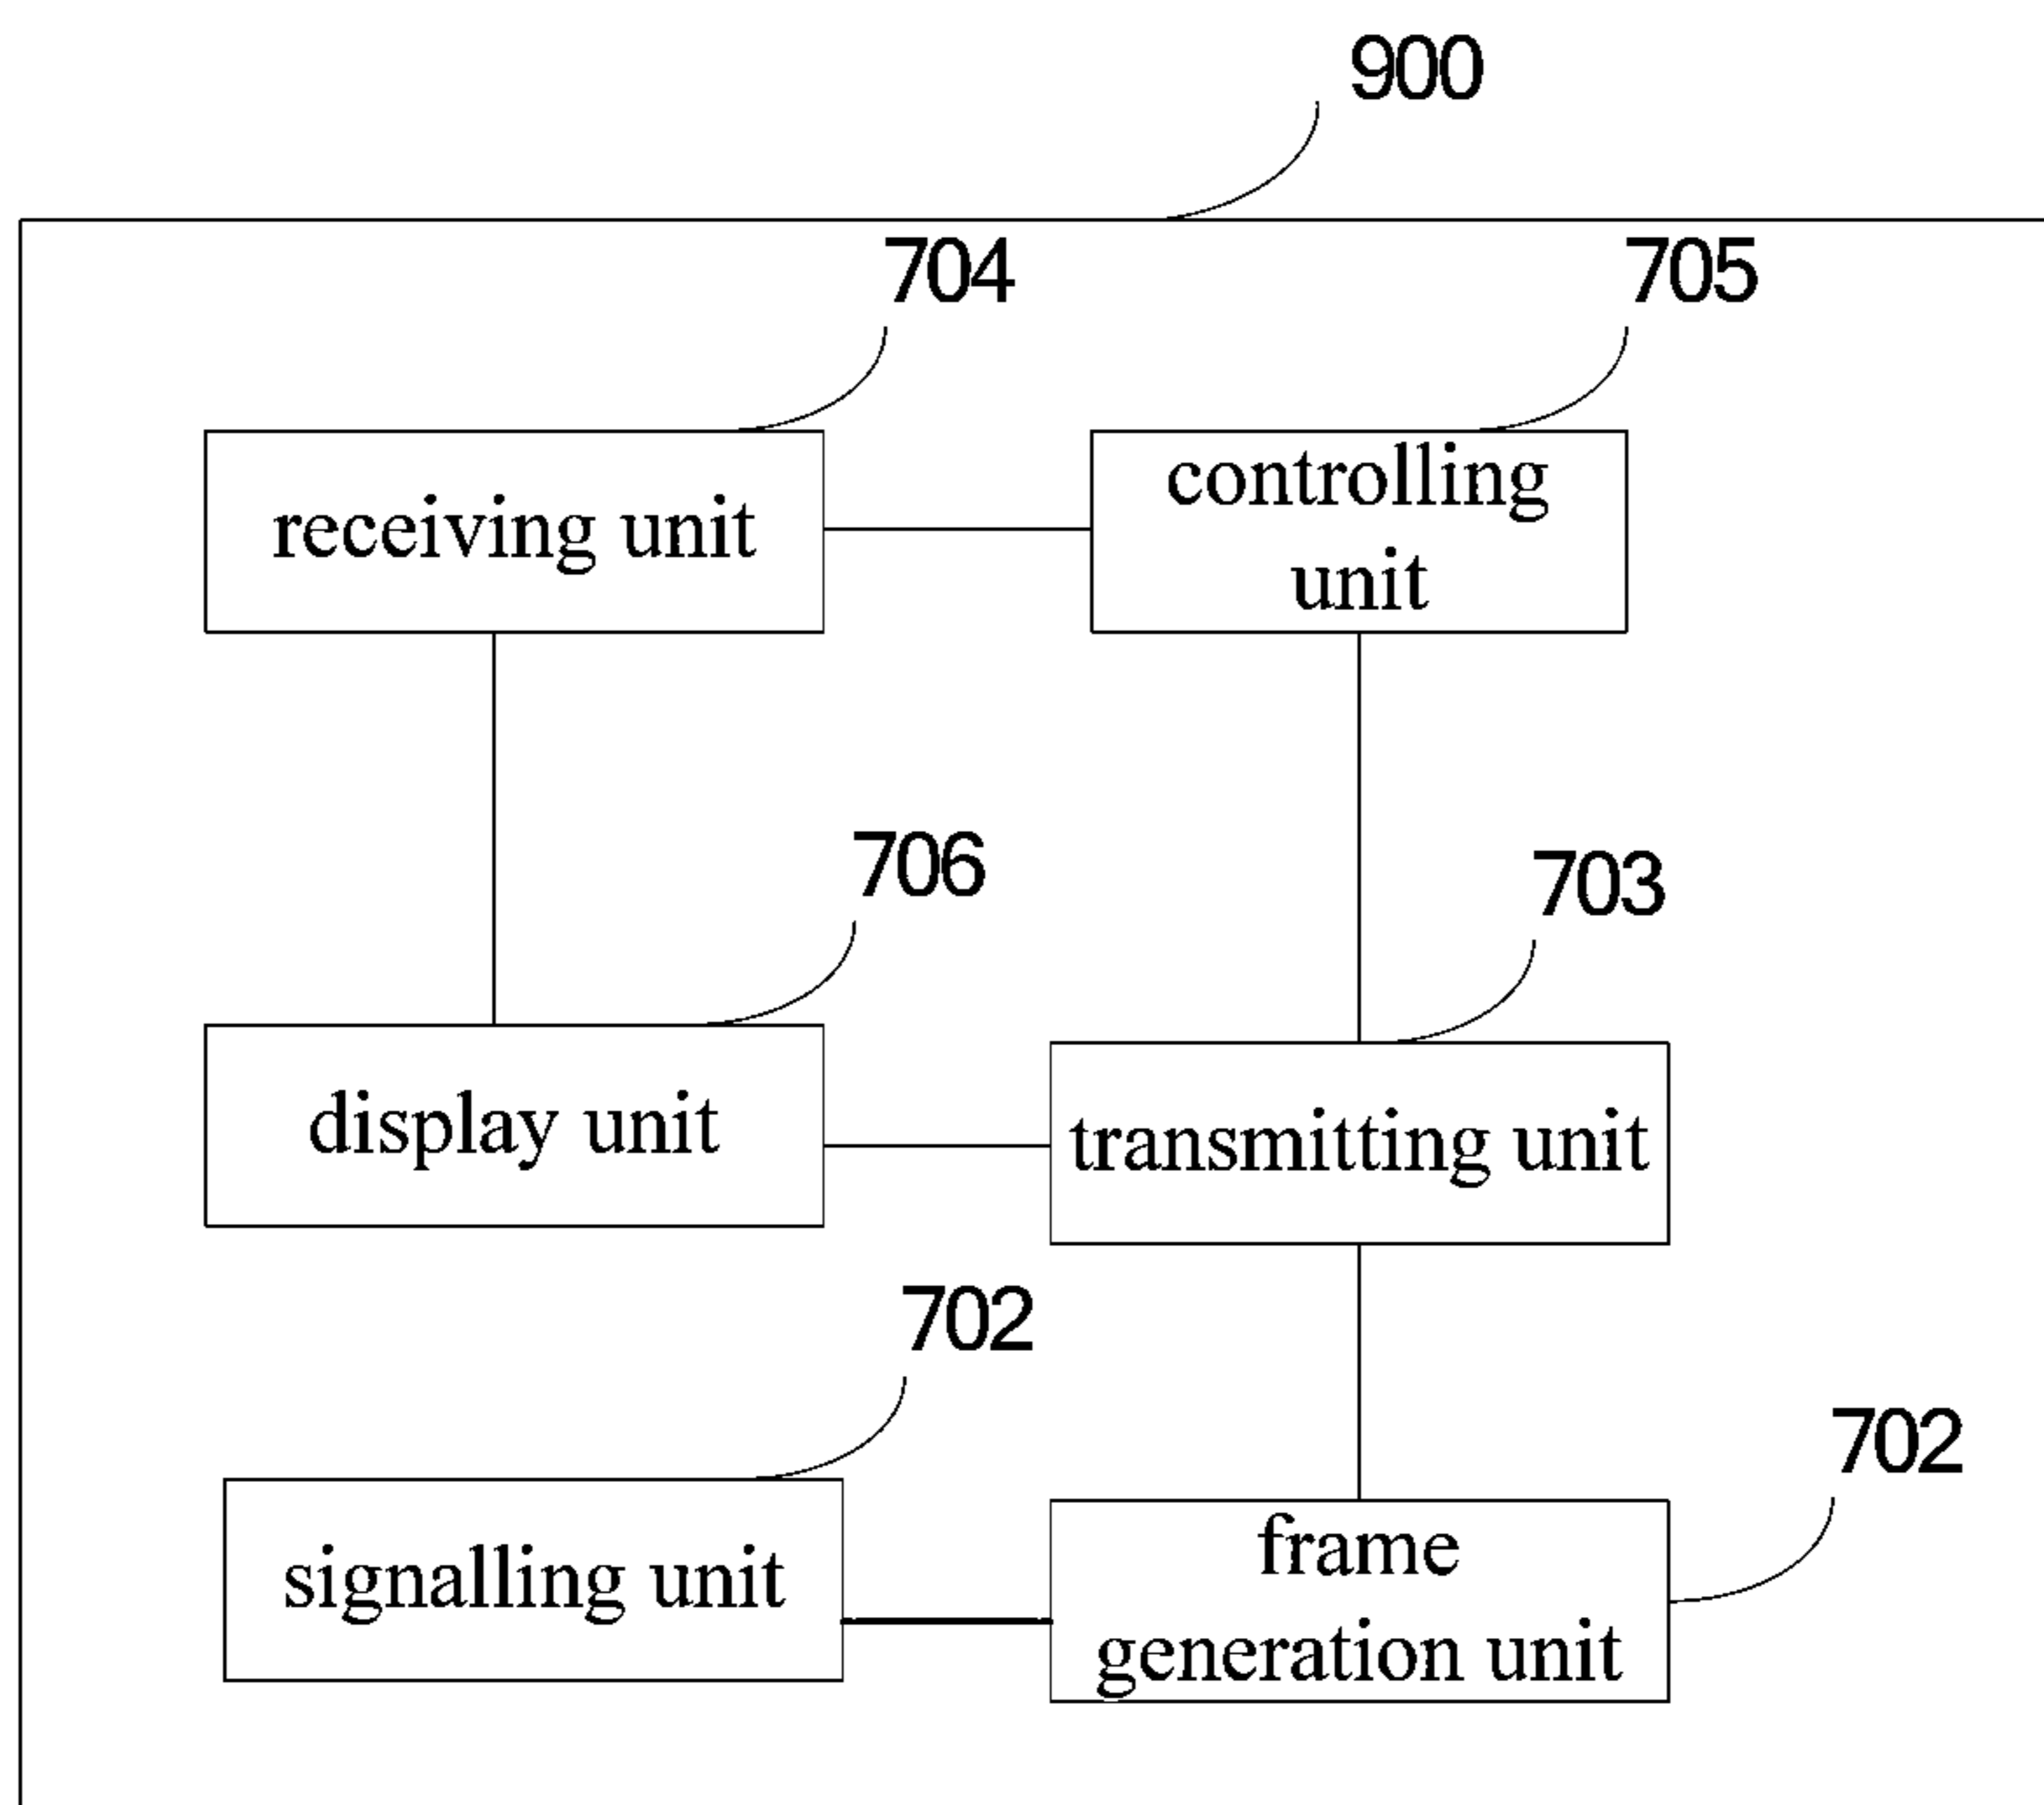 900
704
705
receiving unit
controlling
unit
706
703
display unit
transmitting unit
702
702
signalling unit
frame
generation unit